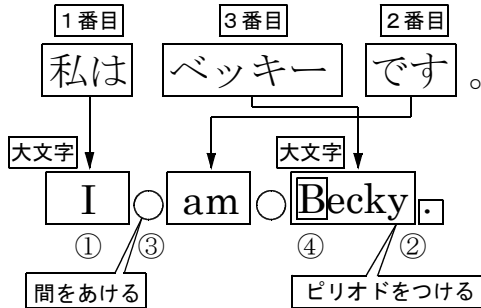 1番目 3番目 2番目
私は ベッキー です 。
大文字 大文字
I am Becky .
① ③ ④ ②
間をあける ピリオドをつける